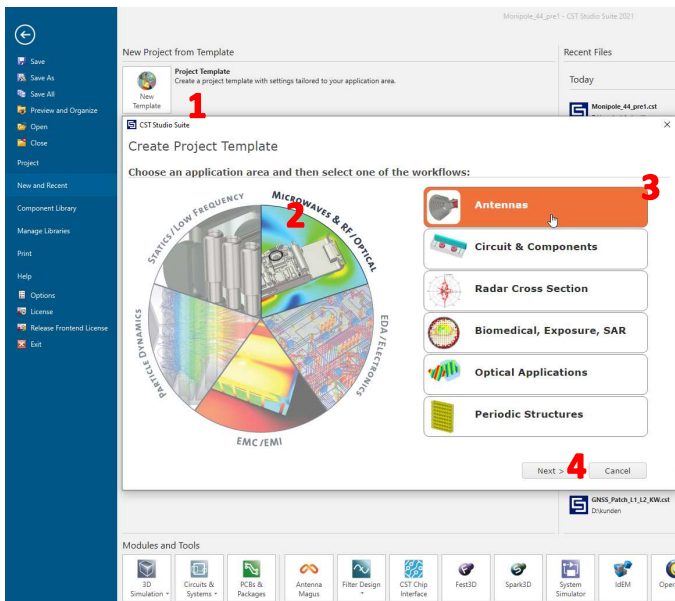 Monipole_44_pre1 - CST Studio Suite 2021
Save
Save As
Save All
Preview and Organize
Open
Close
Project
New and Recent
Component Library
Manage Libraries
Print
Help
Options
License
Release Frontend License
Exit
New Project from Template
Recent Files
New Template
Project Template
Create a project template with settings tailored to your application area.
1
Today
Monipole_44_pre1.cst
CST Studio Suite
Create Project Template
Choose an application area and then select one of the workflows:
STATICS/LOW FREQUENCY
MICROWAVES & RF/OPTICAL
2
EDA/ELECTRONICS
EMC/EMI
PARTICLE DYNAMICS
Antennas
3
Circuit & Components
Radar Cross Section
Biomedical, Exposure, SAR
Optical Applications
Periodic Structures
Next >
4
Cancel
GNSS_Patch_L1_L2_KW.cst
D:\kunden
Modules and Tools
3D
Simulation
Circuits &
Systems
PCBs &
Packages
Antenna
Magus
Filter Design
CST Chip
Interface
Fest3D
Spark3D
System
Simulator
IdEM